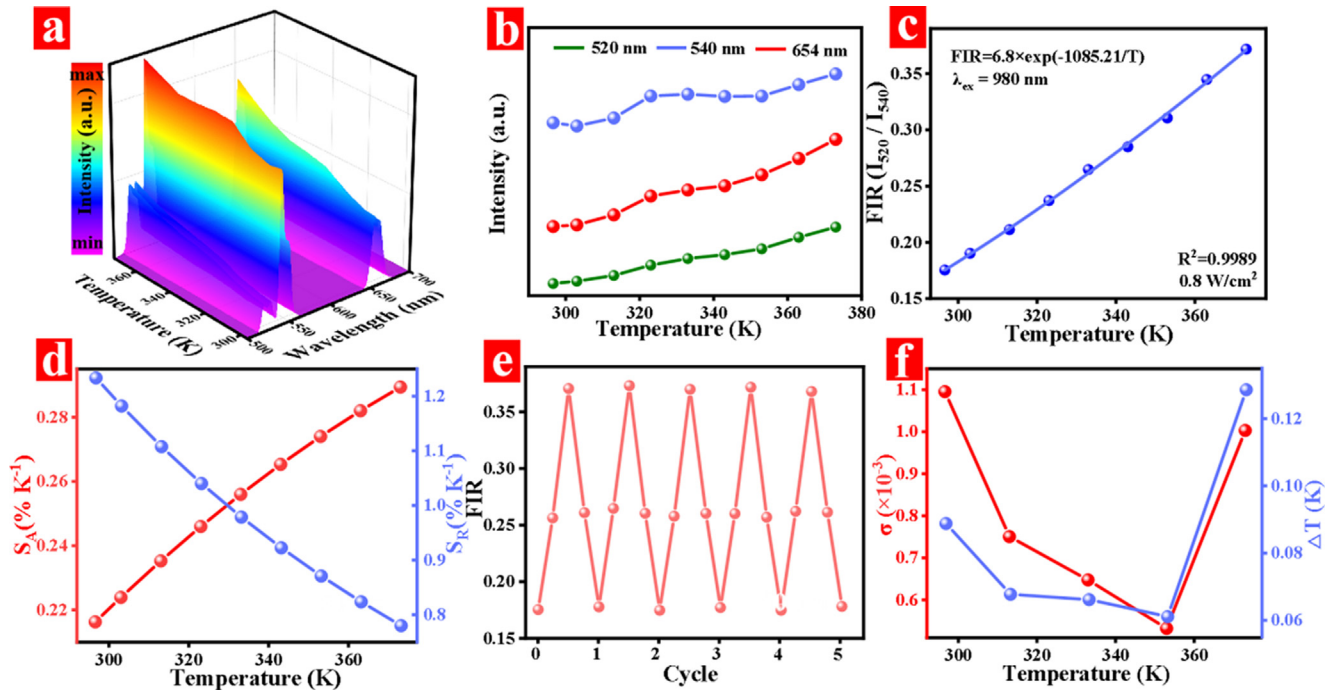 a
max
Intensity (a.u.)
min
360
340
320
300
Temperature (K)
500
550
600
650
700
Wavelength (nm)
b
520 nm
540 nm
654 nm
Intensity (a.u.)
300
320
340
360
380
Temperature (K)
c
FIR=6.8×exp(-1085.21/T)
λex = 980 nm
FIR (I520 / I540)
0.35
0.30
0.25
0.20
0.15
R²=0.9989
0.8 W/cm²
300
320
340
360
Temperature (K)
d
SA(% K⁻¹)
0.28
0.26
0.24
0.22
SR(% K⁻¹)
1.2
1.1
1.0
0.9
0.8
300
320
340
360
Temperature (K)
e
FIR
0.35
0.30
0.25
0.20
0.15
0
1
2
3
4
5
Cycle
f
σ (×10⁻³)
1.1
1.0
0.9
0.8
0.7
0.6
ΔT (K)
0.12
0.10
0.08
0.06
300
320
340
360
Temperature (K)